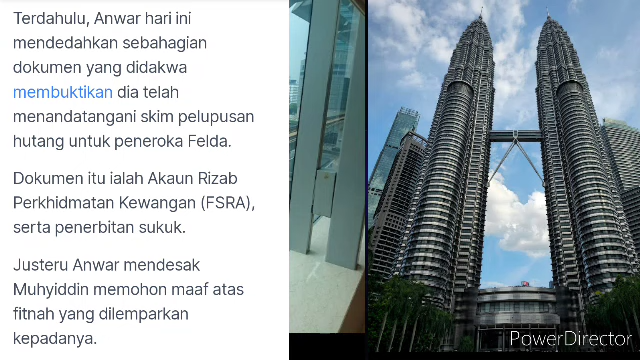 Terdahulu, Anwar hari ini
mendedahkan sebahagian
dokumen yang didakwa
membuktikan dia telah
menandatangani skim pelupusan
hutang untuk peneroka Felda.
Dokumen itu ialah Akaun Rizab
Perkhidmatan Kewangan (FSRA),
serta penerbitan sukuk.
Justeru Anwar mendesak
Muhyiddin memohon maaf atas
fitnah yang dilemparkan
kepadanya.
PowerDirector